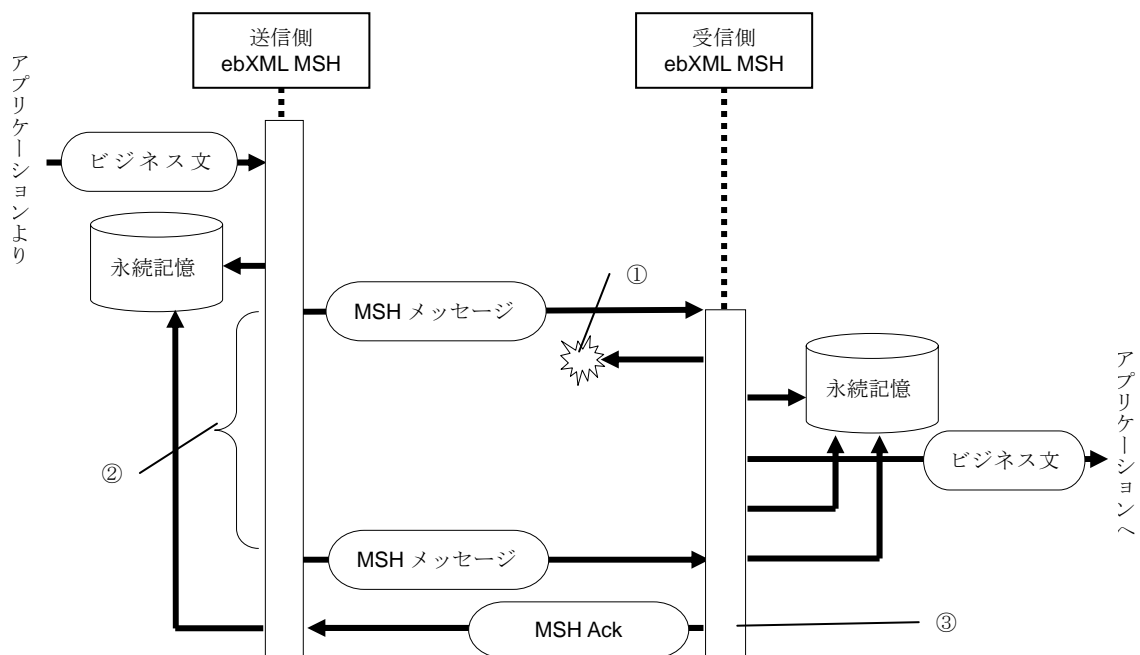 送信側
ebXML MSH
受信側
ebXML MSH
アプリケーションより
ビジネス文
永続記憶
①
MSH メッセージ
永続記憶
アプリケーションへ
ビジネス文
②
MSH メッセージ
MSH Ack
③